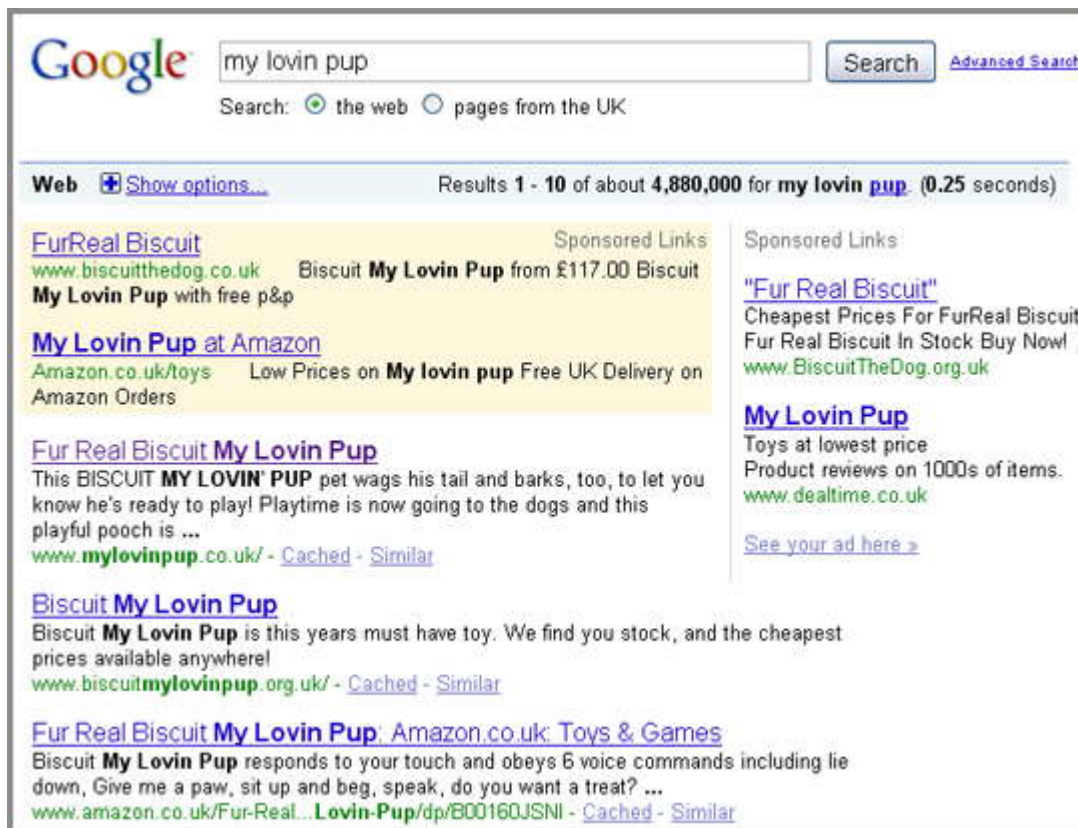 Google
my lovin pup
Search
Advanced Search
Search: the web pages from the UK
Web Show options... Results 1 - 10 of about 4,880,000 for my lovin pup. (0.25 seconds)
FurReal Biscuit Sponsored Links
www.biscuitthedog.co.uk Biscuit My Lovin Pup from £117.00 Biscuit
My Lovin Pup with free p&p
My Lovin Pup at Amazon
Amazon.co.uk/toys Low Prices on My lovin pup Free UK Delivery on
Amazon Orders
Fur Real Biscuit My Lovin Pup
This BISCUIT MY LOVIN' PUP pet wags his tail and barks, too, to let you
know he's ready to play! Playtime is now going to the dogs and this
playful pooch is ...
www.mylovinpup.co.uk/ - Cached - Similar
Biscuit My Lovin Pup
Biscuit My Lovin Pup is this years must have toy. We find you stock, and the cheapest
prices available anywhere!
www.biscuitmylovinpup.org.uk/ - Cached - Similar
Fur Real Biscuit My Lovin Pup: Amazon.co.uk: Toys & Games
Biscuit My Lovin Pup responds to your touch and obeys 6 voice commands including lie
down, Give me a paw, sit up and beg, speak, do you want a treat? ...
www.amazon.co.uk/Fur-Real...Lovin-Pup/dp/B00160JSNI - Cached - Similar
Sponsored Links
"Fur Real Biscuit"
Cheapest Prices For FurReal Biscuit
Fur Real Biscuit In Stock Buy Now!
www.BiscuitTheDog.org.uk
My Lovin Pup
Toys at lowest price
Product reviews on 1000s of items.
www.dealtime.co.uk
See your ad here »